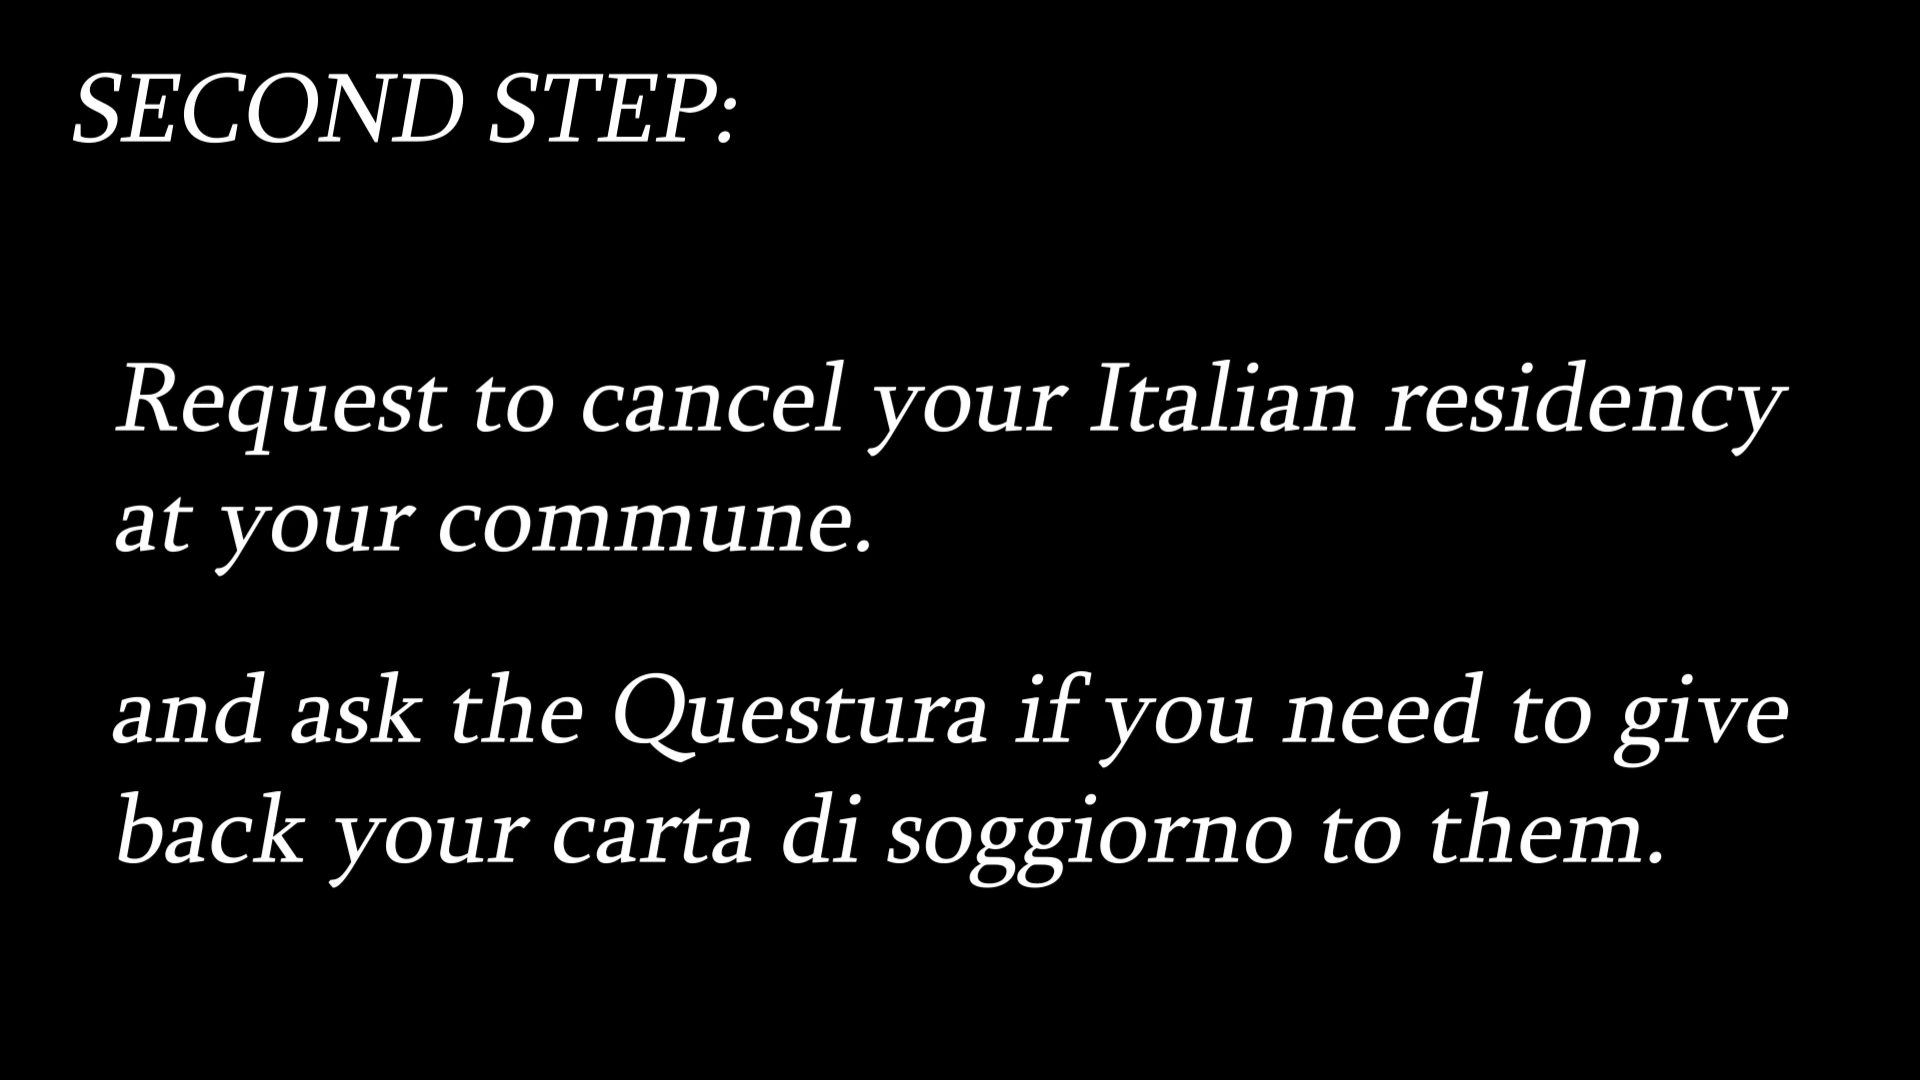 SECOND STEP:
Request to cancel your Italian residency
at your commune.
and ask the Questura if you need to give
back your carta di soggiorno to them.